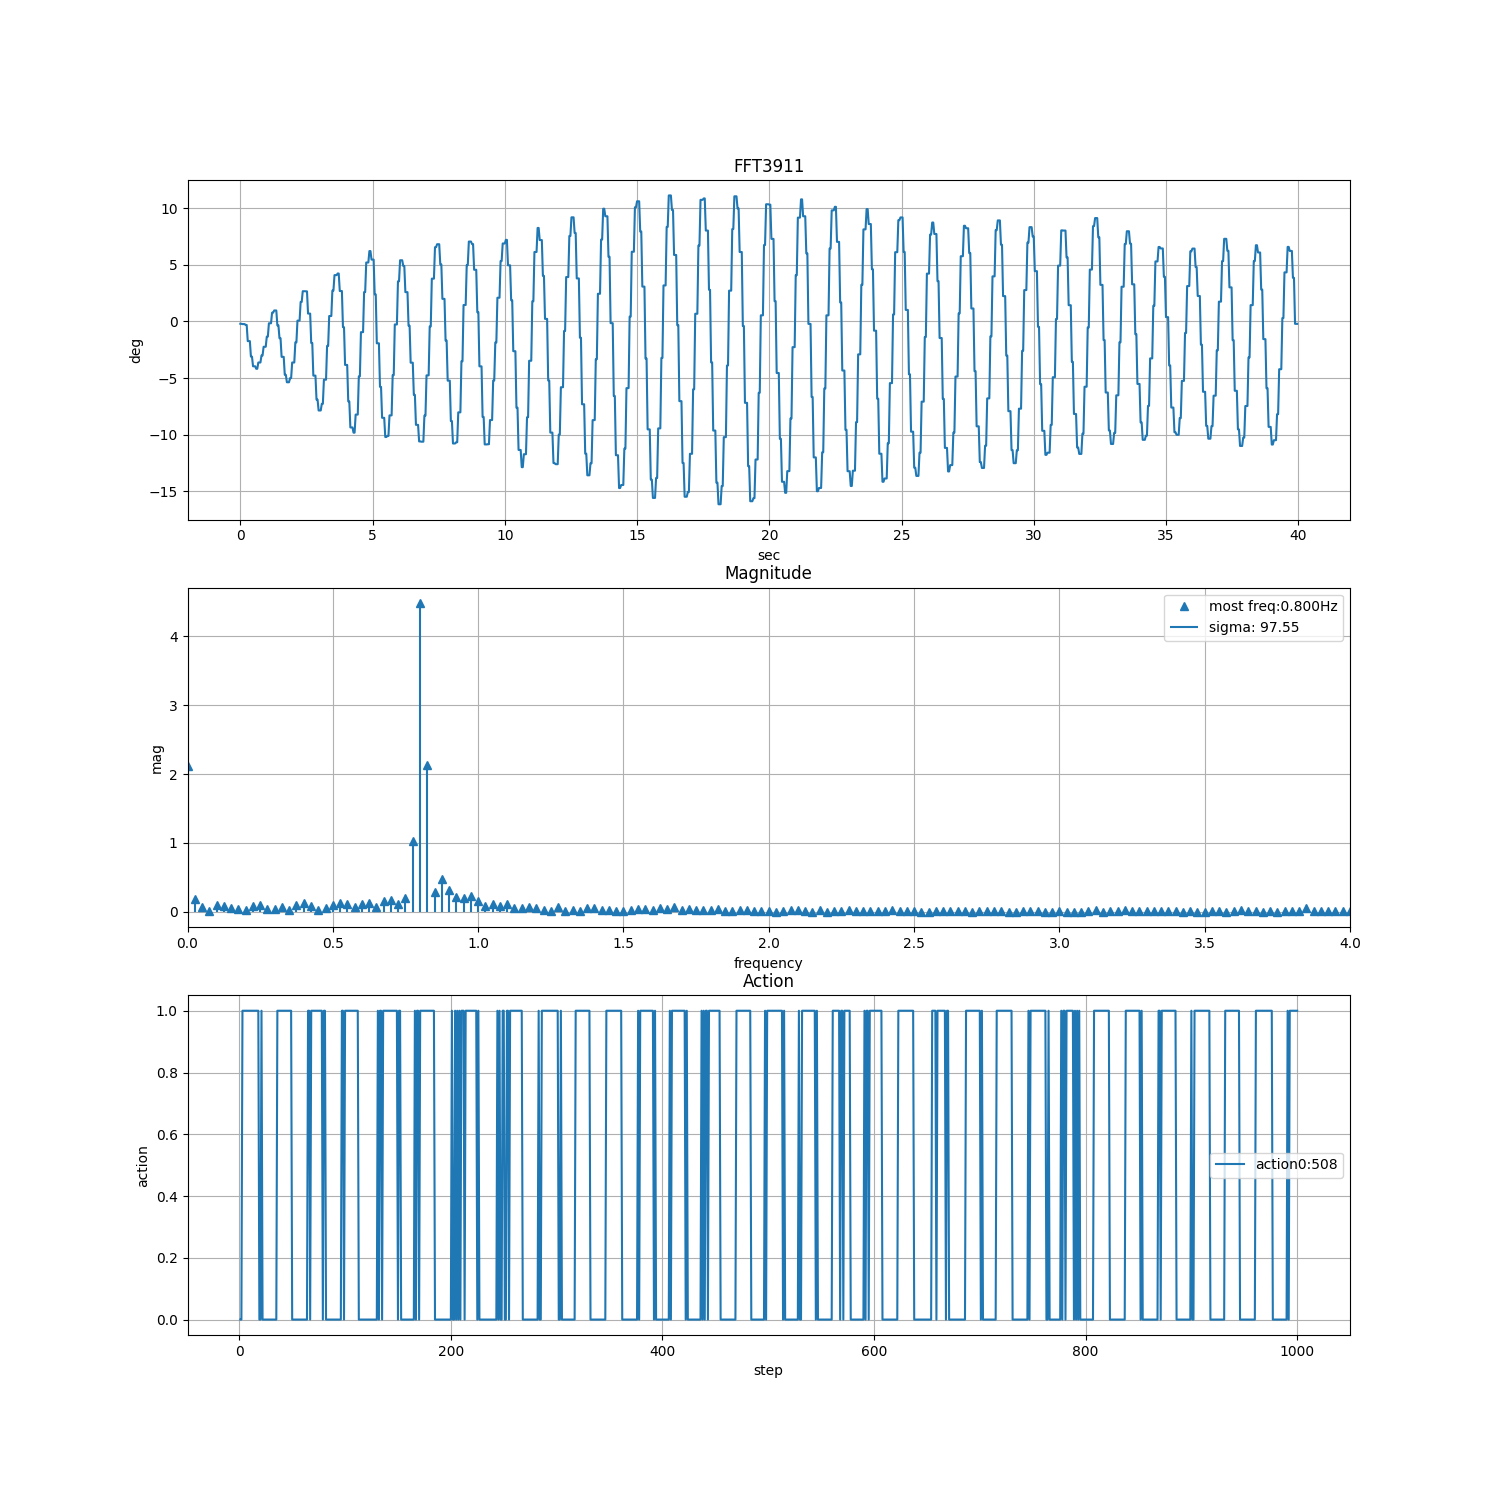 FFT3911
10
5
0
−5
−10
−15
deg
0 5 10 15 20 25 30 35 40
sec
Magnitude
most freq:0.800Hz
sigma: 97.55
4
3
2
1
0
mag
0.0 0.5 1.0 1.5 2.0 2.5 3.0 3.5 4.0
frequency
Action
1.0
0.8
0.6
0.4
0.2
0.0
action
action0:508
0 200 400 600 800 1000
step